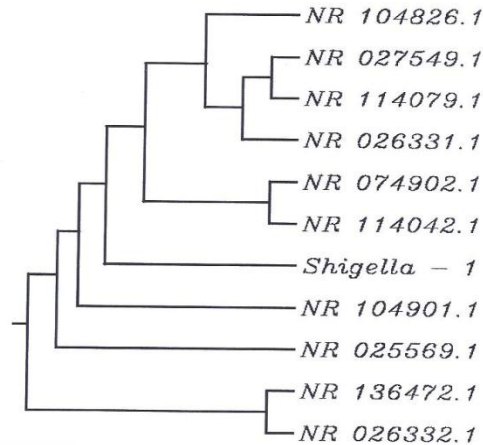 NR 104826.1
NR 027549.1
NR 114079.1
NR 026331.1
NR 074902.1
NR 114042.1
Shigella – 1
NR 104901.1
NR 025569.1
NR 136472.1
NR 026332.1